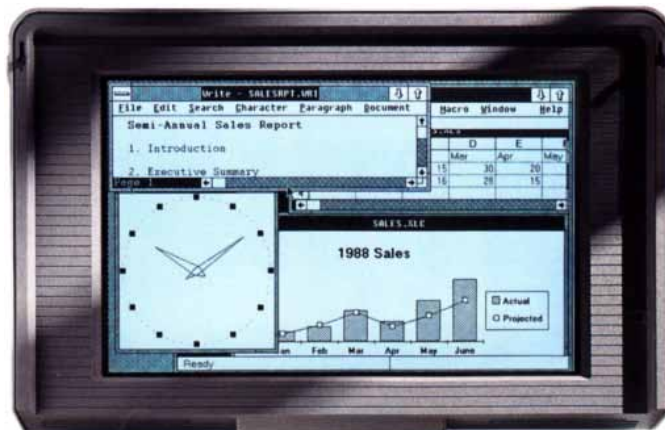 Write - SALESRPT.WRI
File Edit Search Character Paragraph Document
Semi-Annual Sales Report
1. Introduction
2. Executive Summary
Page 1
Macro Window Help
D E
Mar Apr May
15 30 20
16 28 15
SALES.XLC
1988 Sales
Actual
Projected
Feb Mar Apr May June
Ready